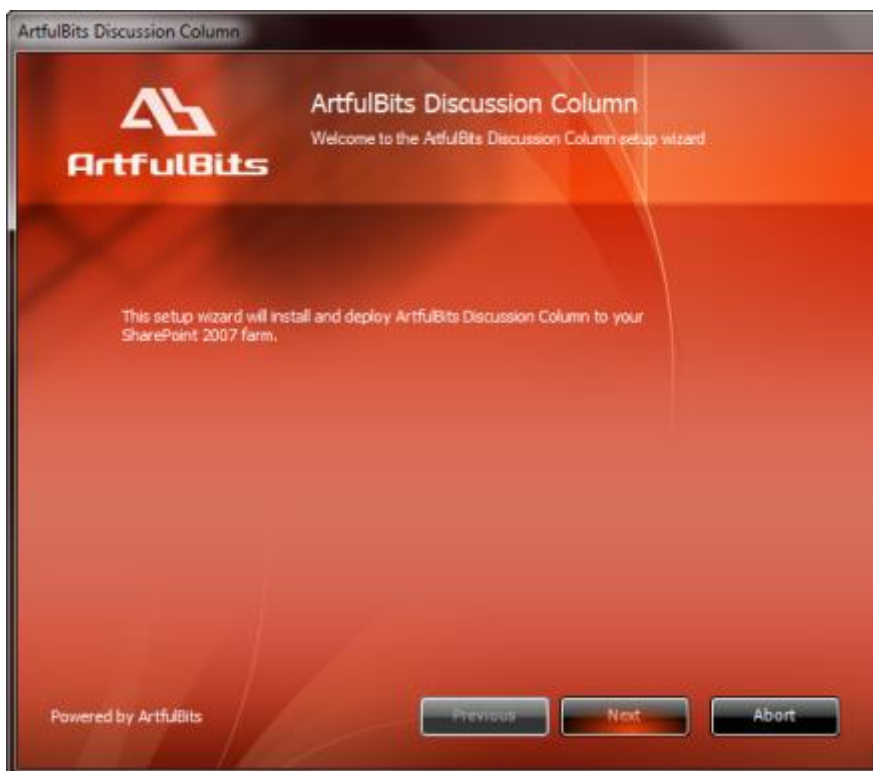 ArtfulBits Discussion Column
ArtfulBits
ArtfulBits Discussion Column
Welcome to the ArtfulBits Discussion Column setup wizard
This setup wizard will install and deploy ArtfulBits Discussion Column to your
SharePoint 2007 farm.
Powered by ArtfulBits
Previous
Next
Abort